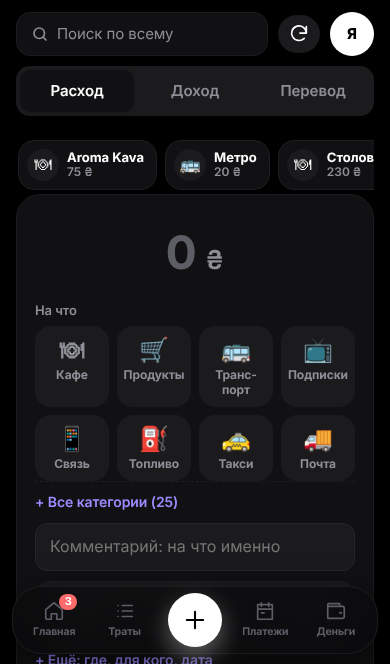 Поиск по всему
Я
Расход
Доход
Перевод
Aroma Kava
75 ₴
Метро
20 ₴
Столов
230 ₴
0 ₴
На что
Кафе
Продукты
Транс-
порт
Подписки
Связь
Топливо
Такси
Почта
+ Все категории (25)
Комментарий: на что именно
3
Главная
Траты
Платежи
Деньги
+ Ещё: где, для кого, дата